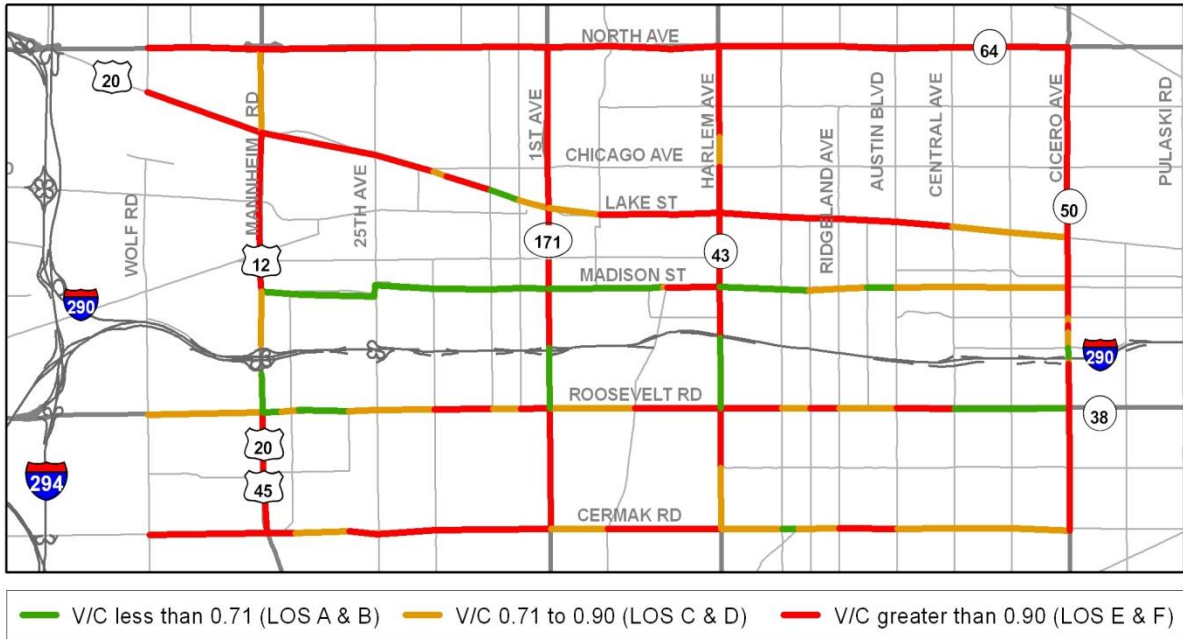 NORTH AVE
64
20
MANNHEIM RD
1ST AVE
HARLEM AVE
CICERO AVE
PULASKI RD
CHICAGO AVE
RIDGELAND AVE
AUSTIN BLVD
CENTRAL AVE
WOLF RD
25TH AVE
LAKE ST
50
171
43
12
MADISON ST
290
290
ROOSEVELT RD
38
20
294
45
CERMAK RD
V/C less than 0.71 (LOS A & B)
V/C 0.71 to 0.90 (LOS C & D)
V/C greater than 0.90 (LOS E & F)